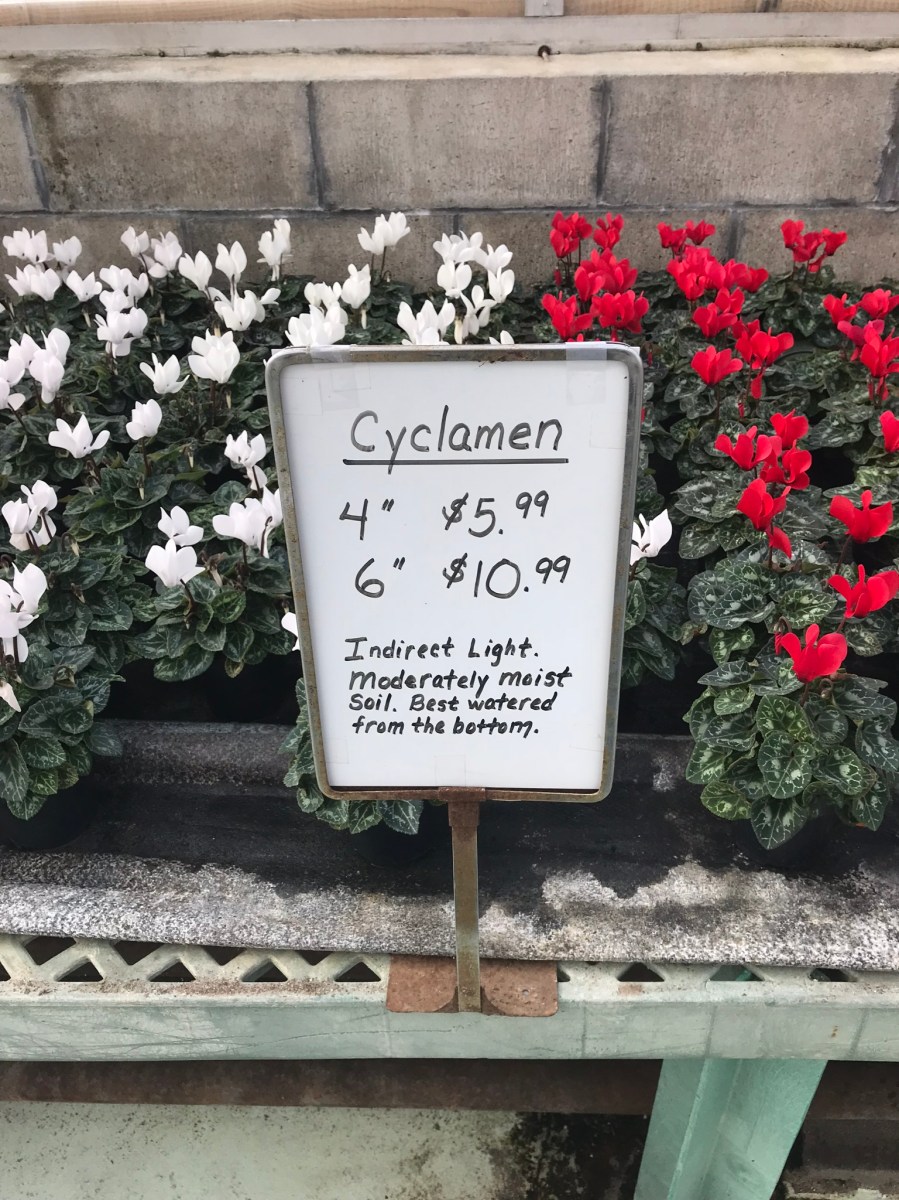 Cyclamen
4" $5.99
6" $10.99
Indirect Light.
Moderately moist
Soil. Best watered
from the bottom.